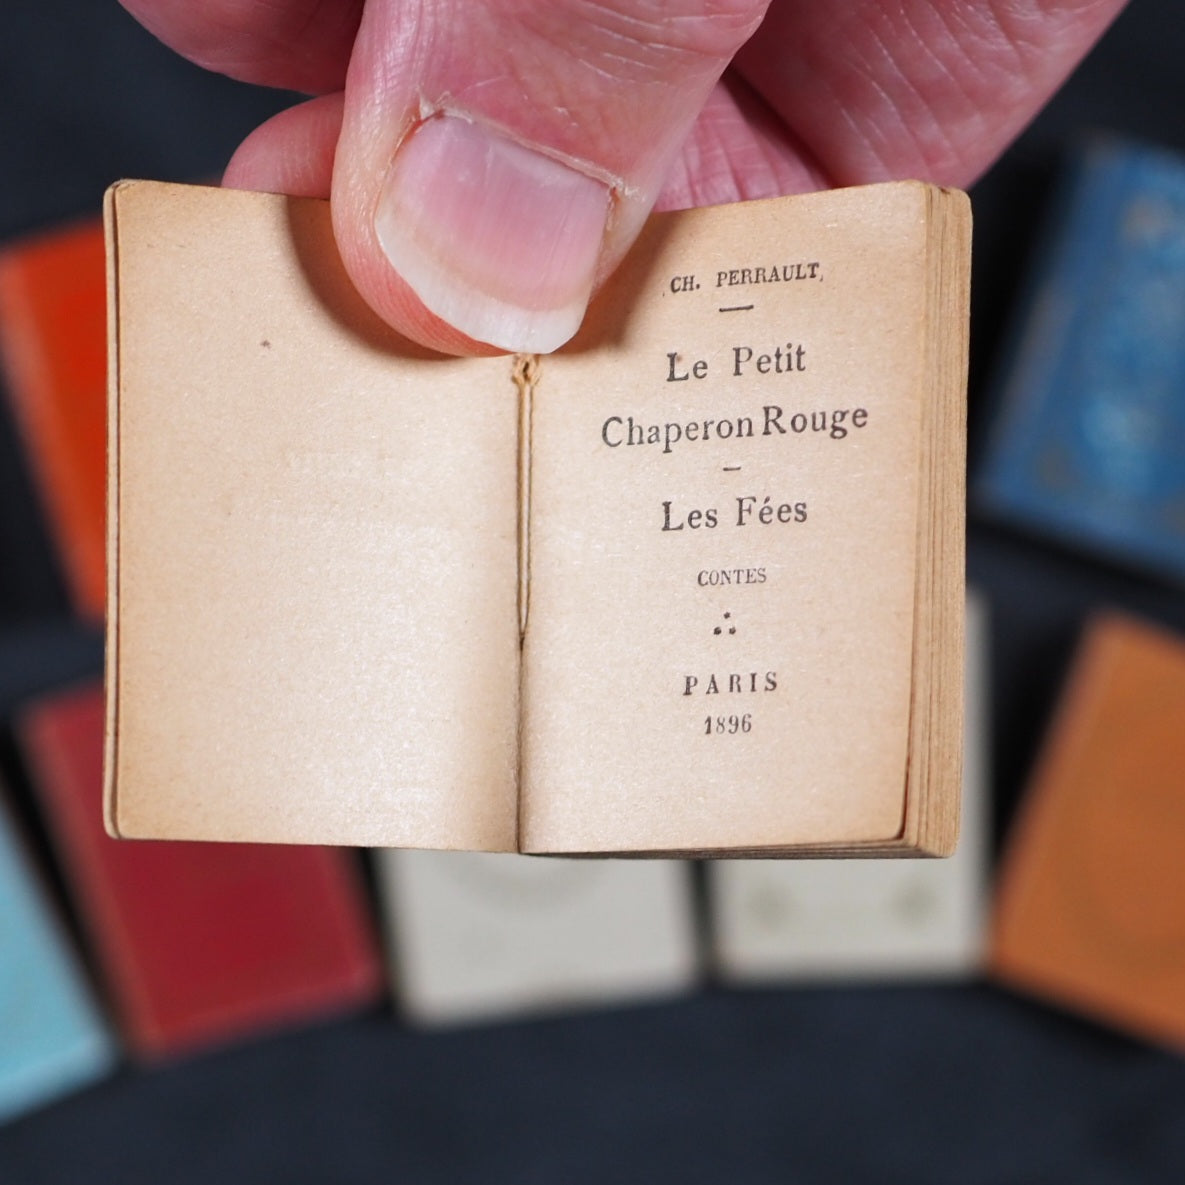 CH. PERRAULT
Le Petit
Chaperon Rouge
Les Fées
CONTES
PARIS
1896